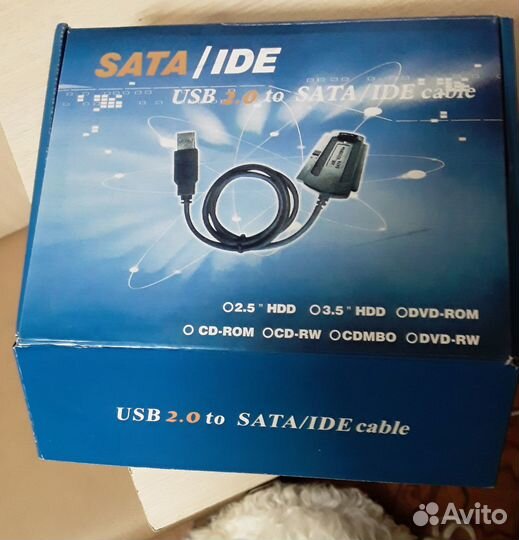 SATA/IDE
USB 2.0 to SATA/IDE cable
2.5" HDD 3.5" HDD DVD-ROM
CD-ROM CD-RW CDMBO DVD-RW
USB 2.0 to SATA/IDE cable
Avito